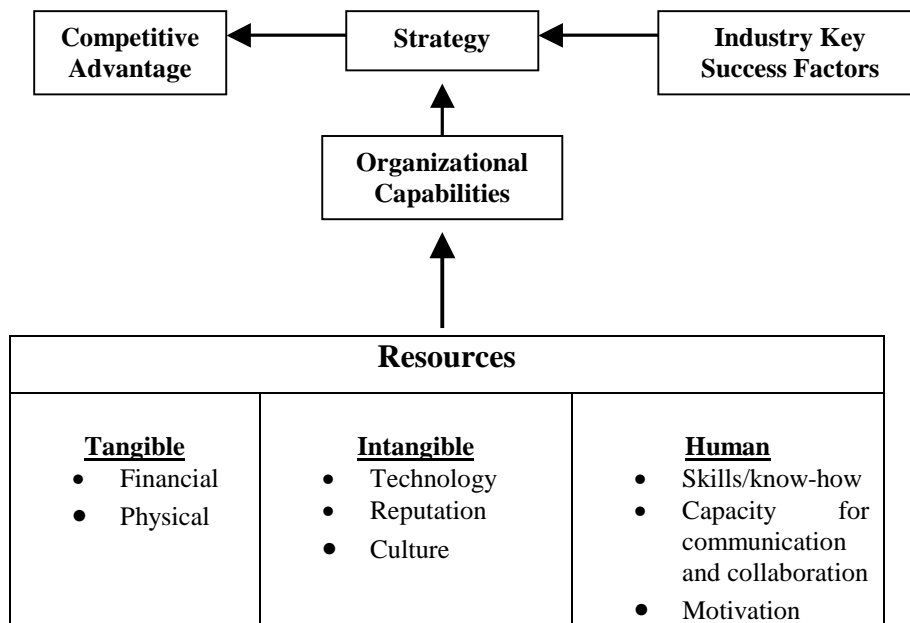 Competitive
Advantage
Strategy
Industry Key
Success Factors
Organizational
Capabilities
Resources
Tangible
• Financial
• Physical
Intangible
• Technology
• Reputation
• Culture
Human
• Skills/know-how
• Capacity for
communication
and collaboration
• Motivation